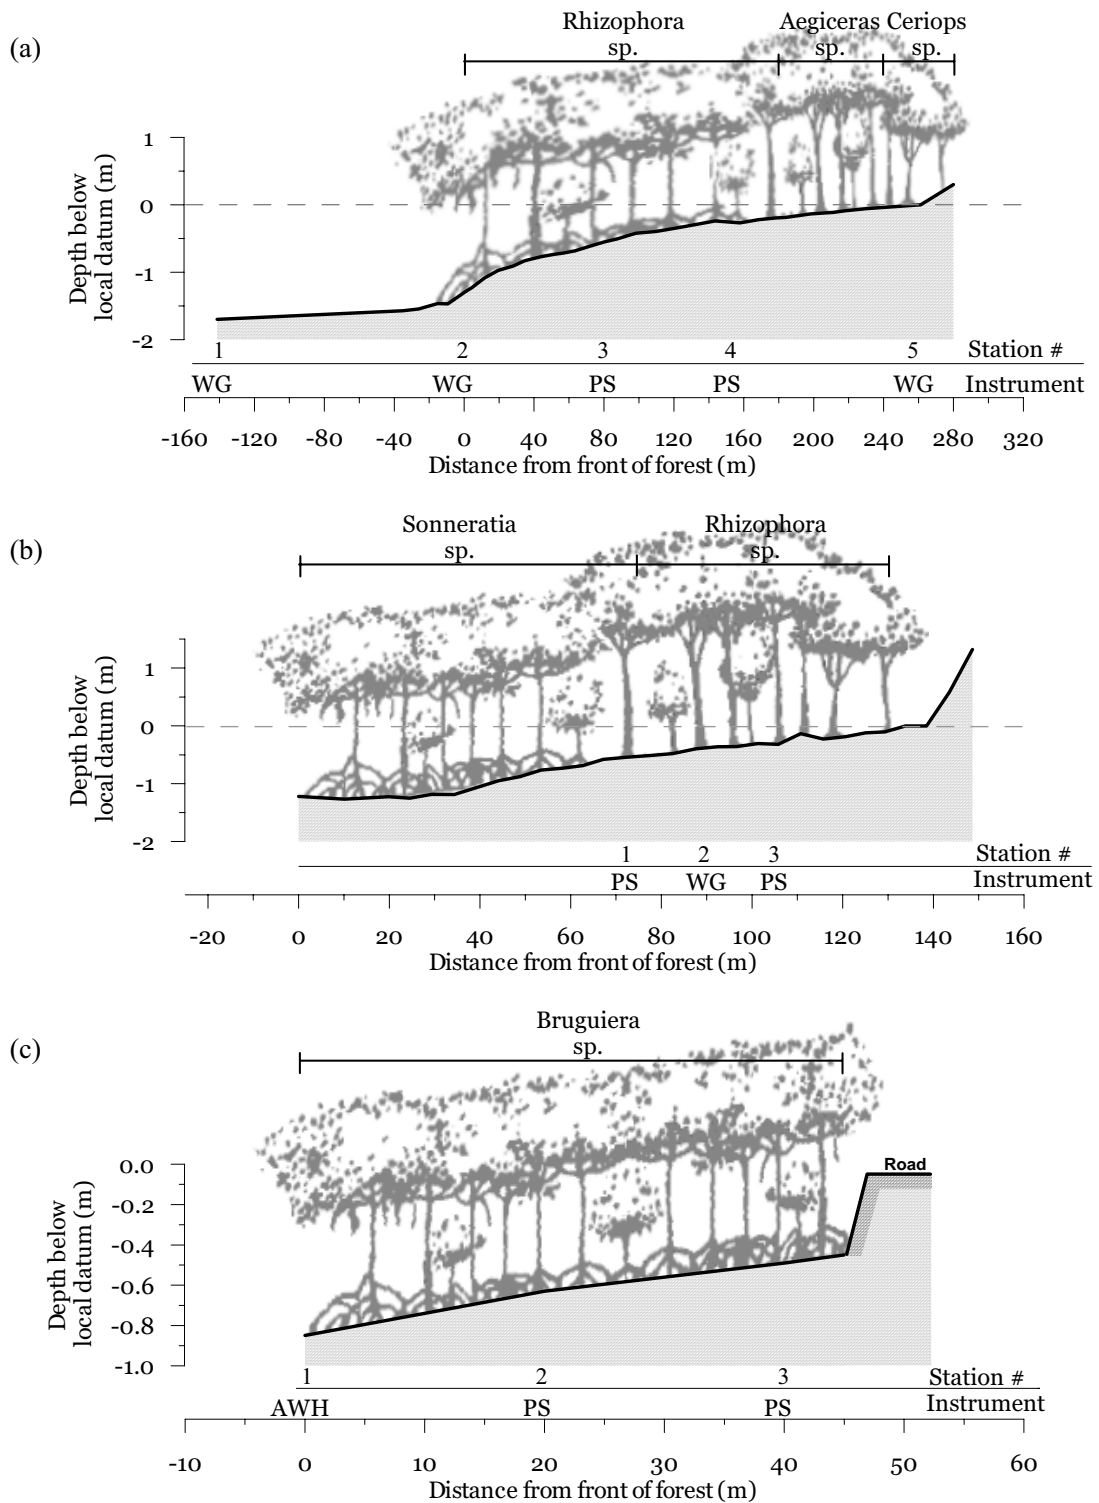 (a)
Rhizophora
sp.
Aegiceras Ceriops
sp. sp.
Depth below
local datum (m)
1
0
-1
-2
1 2 3 4 5 Station #
WG WG PS PS WG Instrument
-160 -120 -80 -40 0 40 80 120 160 200 240 280 320
Distance from front of forest (m)
(b)
Sonneratia
sp.
Rhizophora
sp.
Depth below
local datum (m)
1
0
-1
-2
1 2 3 Station #
PS WG PS Instrument
-20 0 20 40 60 80 100 120 140 160
Distance from front of forest (m)
(c)
Bruguiera
sp.
Depth below
local datum (m)
0.0
-0.2
-0.4
-0.6
-0.8
-1.0
Road
1 2 3 Station #
AWH PS PS Instrument
-10 0 10 20 30 40 50 60
Distance from front of forest (m)